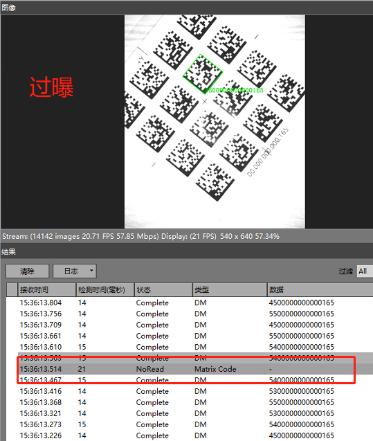 图像
过曝
Stream: (14142 images 20.71 FPS 57.85 Mbps) Display: (21 FPS) 540 x 640 57.34%
结果
清除 日志 过滤 All
接收时间 检测时间(毫秒) 状态 类型 数据
15:36:13.804 14 Complete DM 4500000000000165
15:36:13.756 14 Complete DM 5500000000000165
15:36:13.709 14 Complete DM 4500000000000165
15:36:13.661 14 Complete DM 5500000000000165
15:36:13.610 15 Complete DM 5400000000000165
15 Complete DM 5400000000000165
15:36:13.514 21 NoRead Matrix Code -
15:36:13.467 15 Complete DM 5400000000000165
15:36:13.416 14 Complete DM 5300000000000165
15:36:13.368 14 Complete DM 5500000000000165
15:36:13.321 14 Complete DM 5300000000000165
15:36:13.273 14 Complete DM 5400000000000165
15:36:13.226 14 Complete DM 4500000000000165